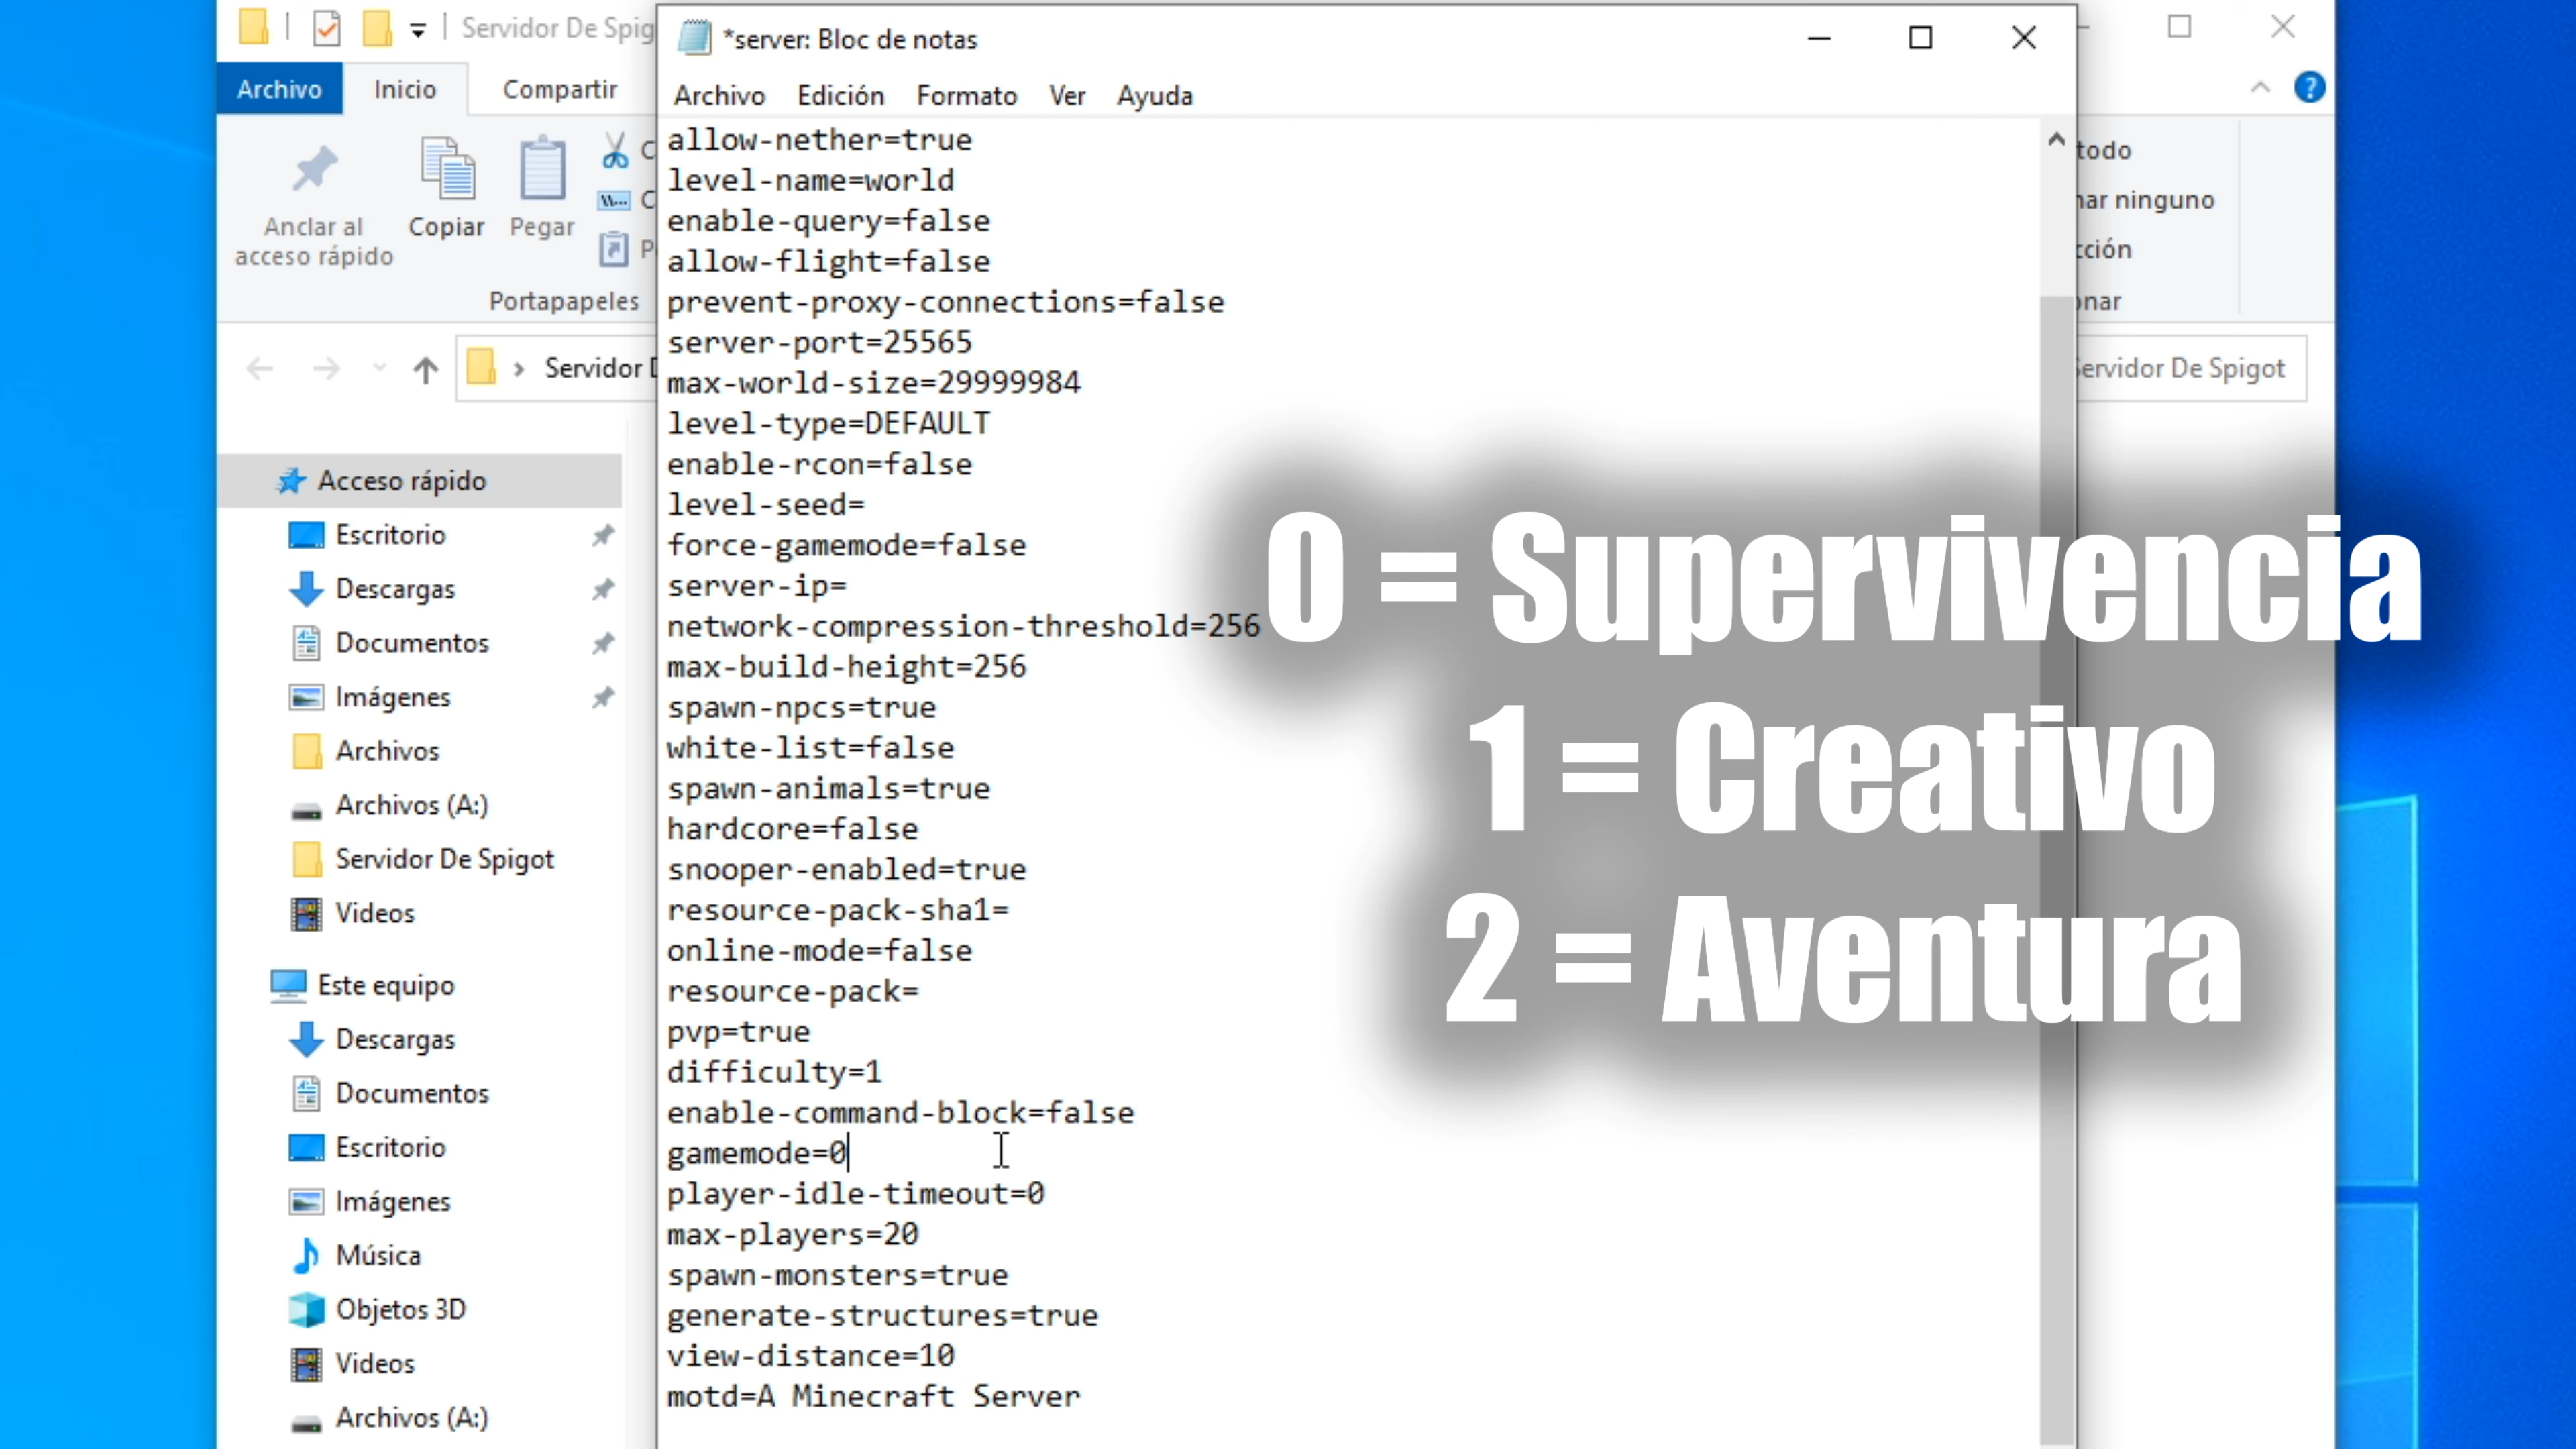 Servidor De Spig
*server: Bloc de notas
Archivo Inicio Compartir
Archivo Edición Formato Ver Ayuda
Anclar al
acceso rápido
Copiar
Pegar
Portapapeles
todo
ar ninguno
cción
onar
Servidor
Servidor De Spigot
Acceso rápido
Escritorio
Descargas
Documentos
Imágenes
Archivos
Archivos (A:)
Servidor De Spigot
Videos
Este equipo
Descargas
Documentos
Escritorio
Imágenes
Música
Objetos 3D
Videos
Archivos (A:)
allow-nether=true
level-name=world
enable-query=false
allow-flight=false
prevent-proxy-connections=false
server-port=25565
max-world-size=29999984
level-type=DEFAULT
enable-rcon=false
level-seed=
force-gamemode=false
server-ip=
network-compression-threshold=256
max-build-height=256
spawn-npcs=true
white-list=false
spawn-animals=true
hardcore=false
snooper-enabled=true
resource-pack-sha1=
online-mode=false
resource-pack=
pvp=true
difficulty=1
enable-command-block=false
gamemode=0
player-idle-timeout=0
max-players=20
spawn-monsters=true
generate-structures=true
view-distance=10
motd=A Minecraft Server
0 = Supervivencia
1 = Creativo
2 = Aventura